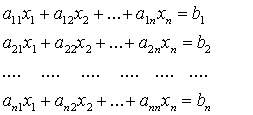 a₁₁x₁ + a₁₂x₂ + ...+ a₁ₙxₙ = b₁
a₂₁x₁ + a₂₂x₂ + ...+ a₂ₙxₙ = b₂
.... .... .... .... .... ....
aₙ₁x₁ + aₙ₂x₂ + ...+ aₙₙxₙ = bₙ